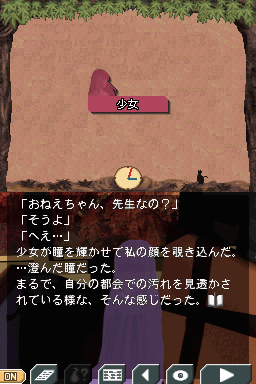 少女
「おねえちゃん、先生なの？」
「そうよ」
「へえ…」
少女が瞳を輝かせて私の顔を覗き込んだ。
…澄んだ瞳だった。
まるで、自分の都会での汚れを見透かさ
れている様な、そんな感じだった。
ON